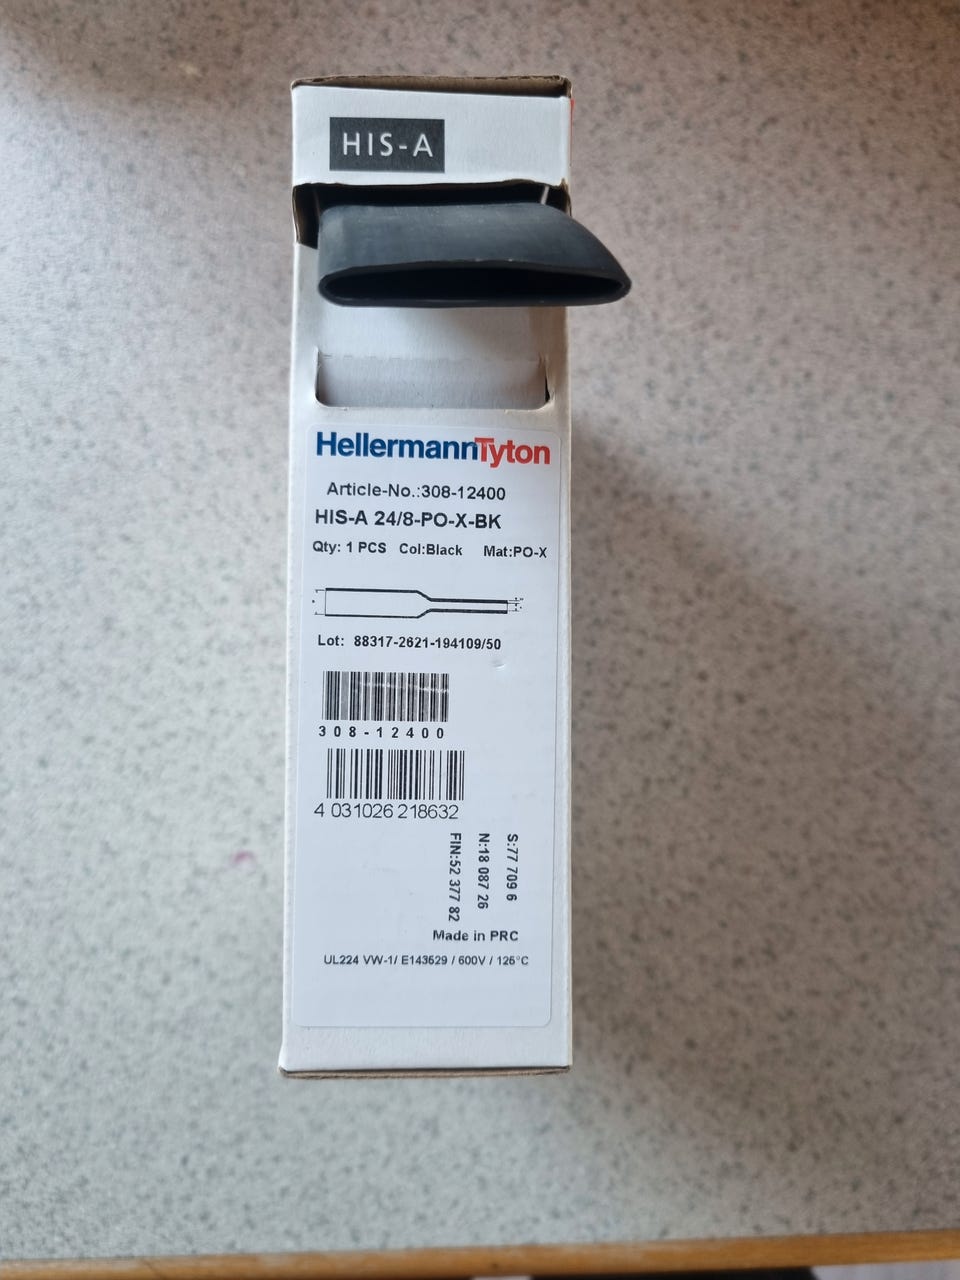 HIS-A
HellermannTyton
Article-No.:308-12400
HIS-A 24/8-PO-X-BK
Qty: 1 PCS Col:Black Mat:PO-X
Lot: 88317-2621-194109/50
308-12400
4 031026 218632
S:77 709 6
N:18 087 26
FIN:52 377 82
Made in PRC
UL224 VW-1/ E143529 / 600V / 125°C